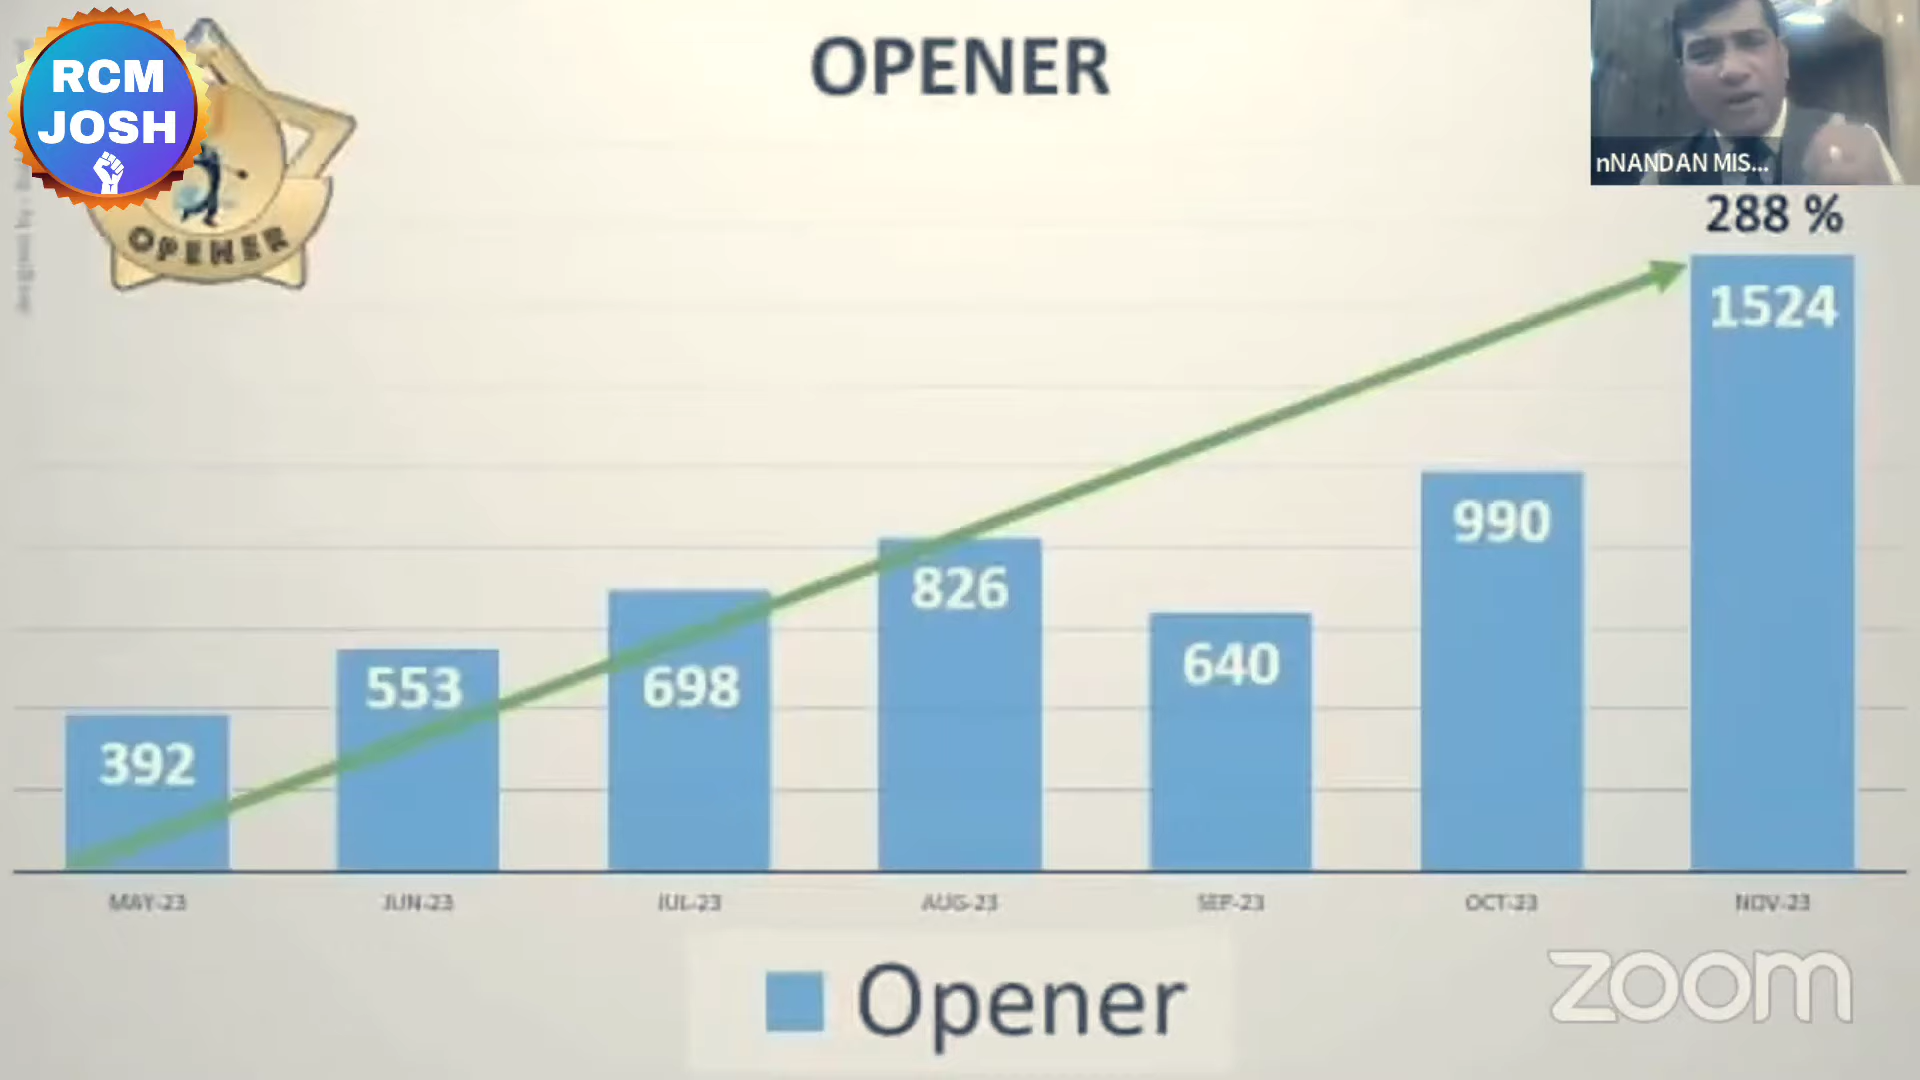 RCM
JOSH
OPENER
OPENER
nNANDAN MIS...
288 %
1524
990
826
698
640
553
392
MAY-23
JUN-23
JUL-23
AUG-23
SEP-23
OCT-23
NOV-23
Opener
zoom